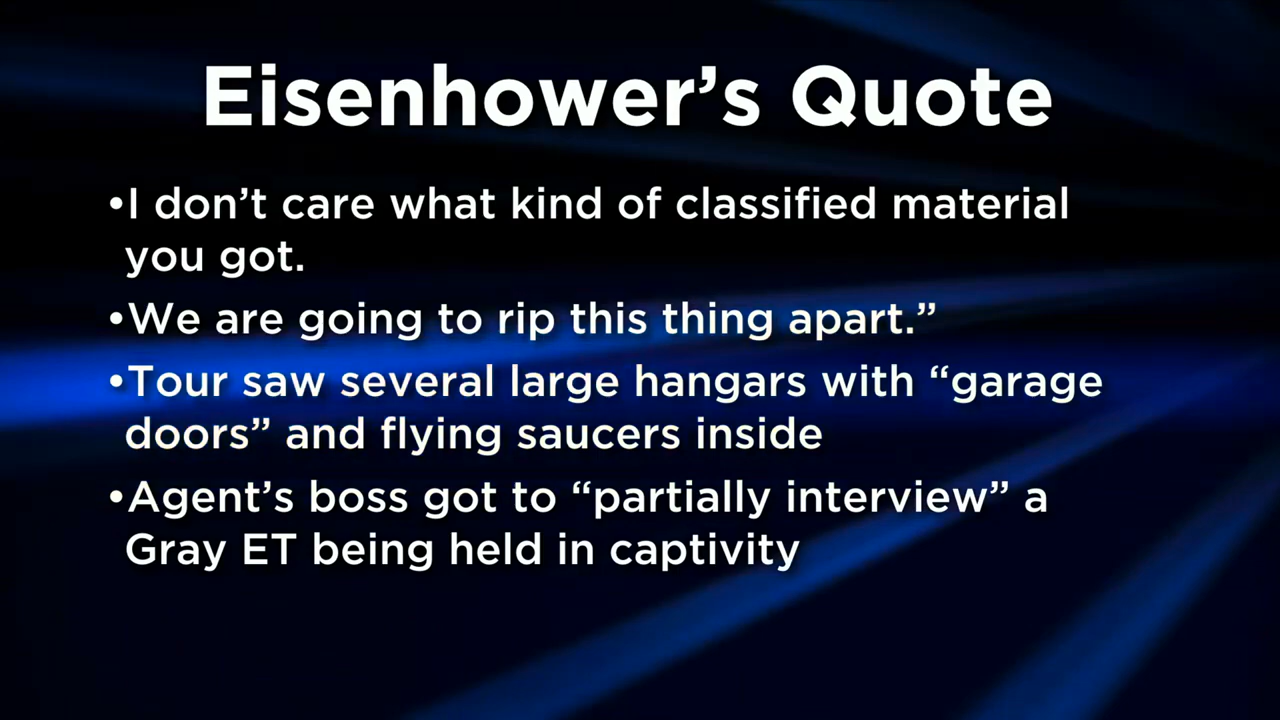 Eisenhower’s Quote
•I don’t care what kind of classified material
you got.
•We are going to rip this thing apart.”
•Tour saw several large hangars with “garage
doors” and flying saucers inside
•Agent’s boss got to “partially interview” a
Gray ET being held in captivity